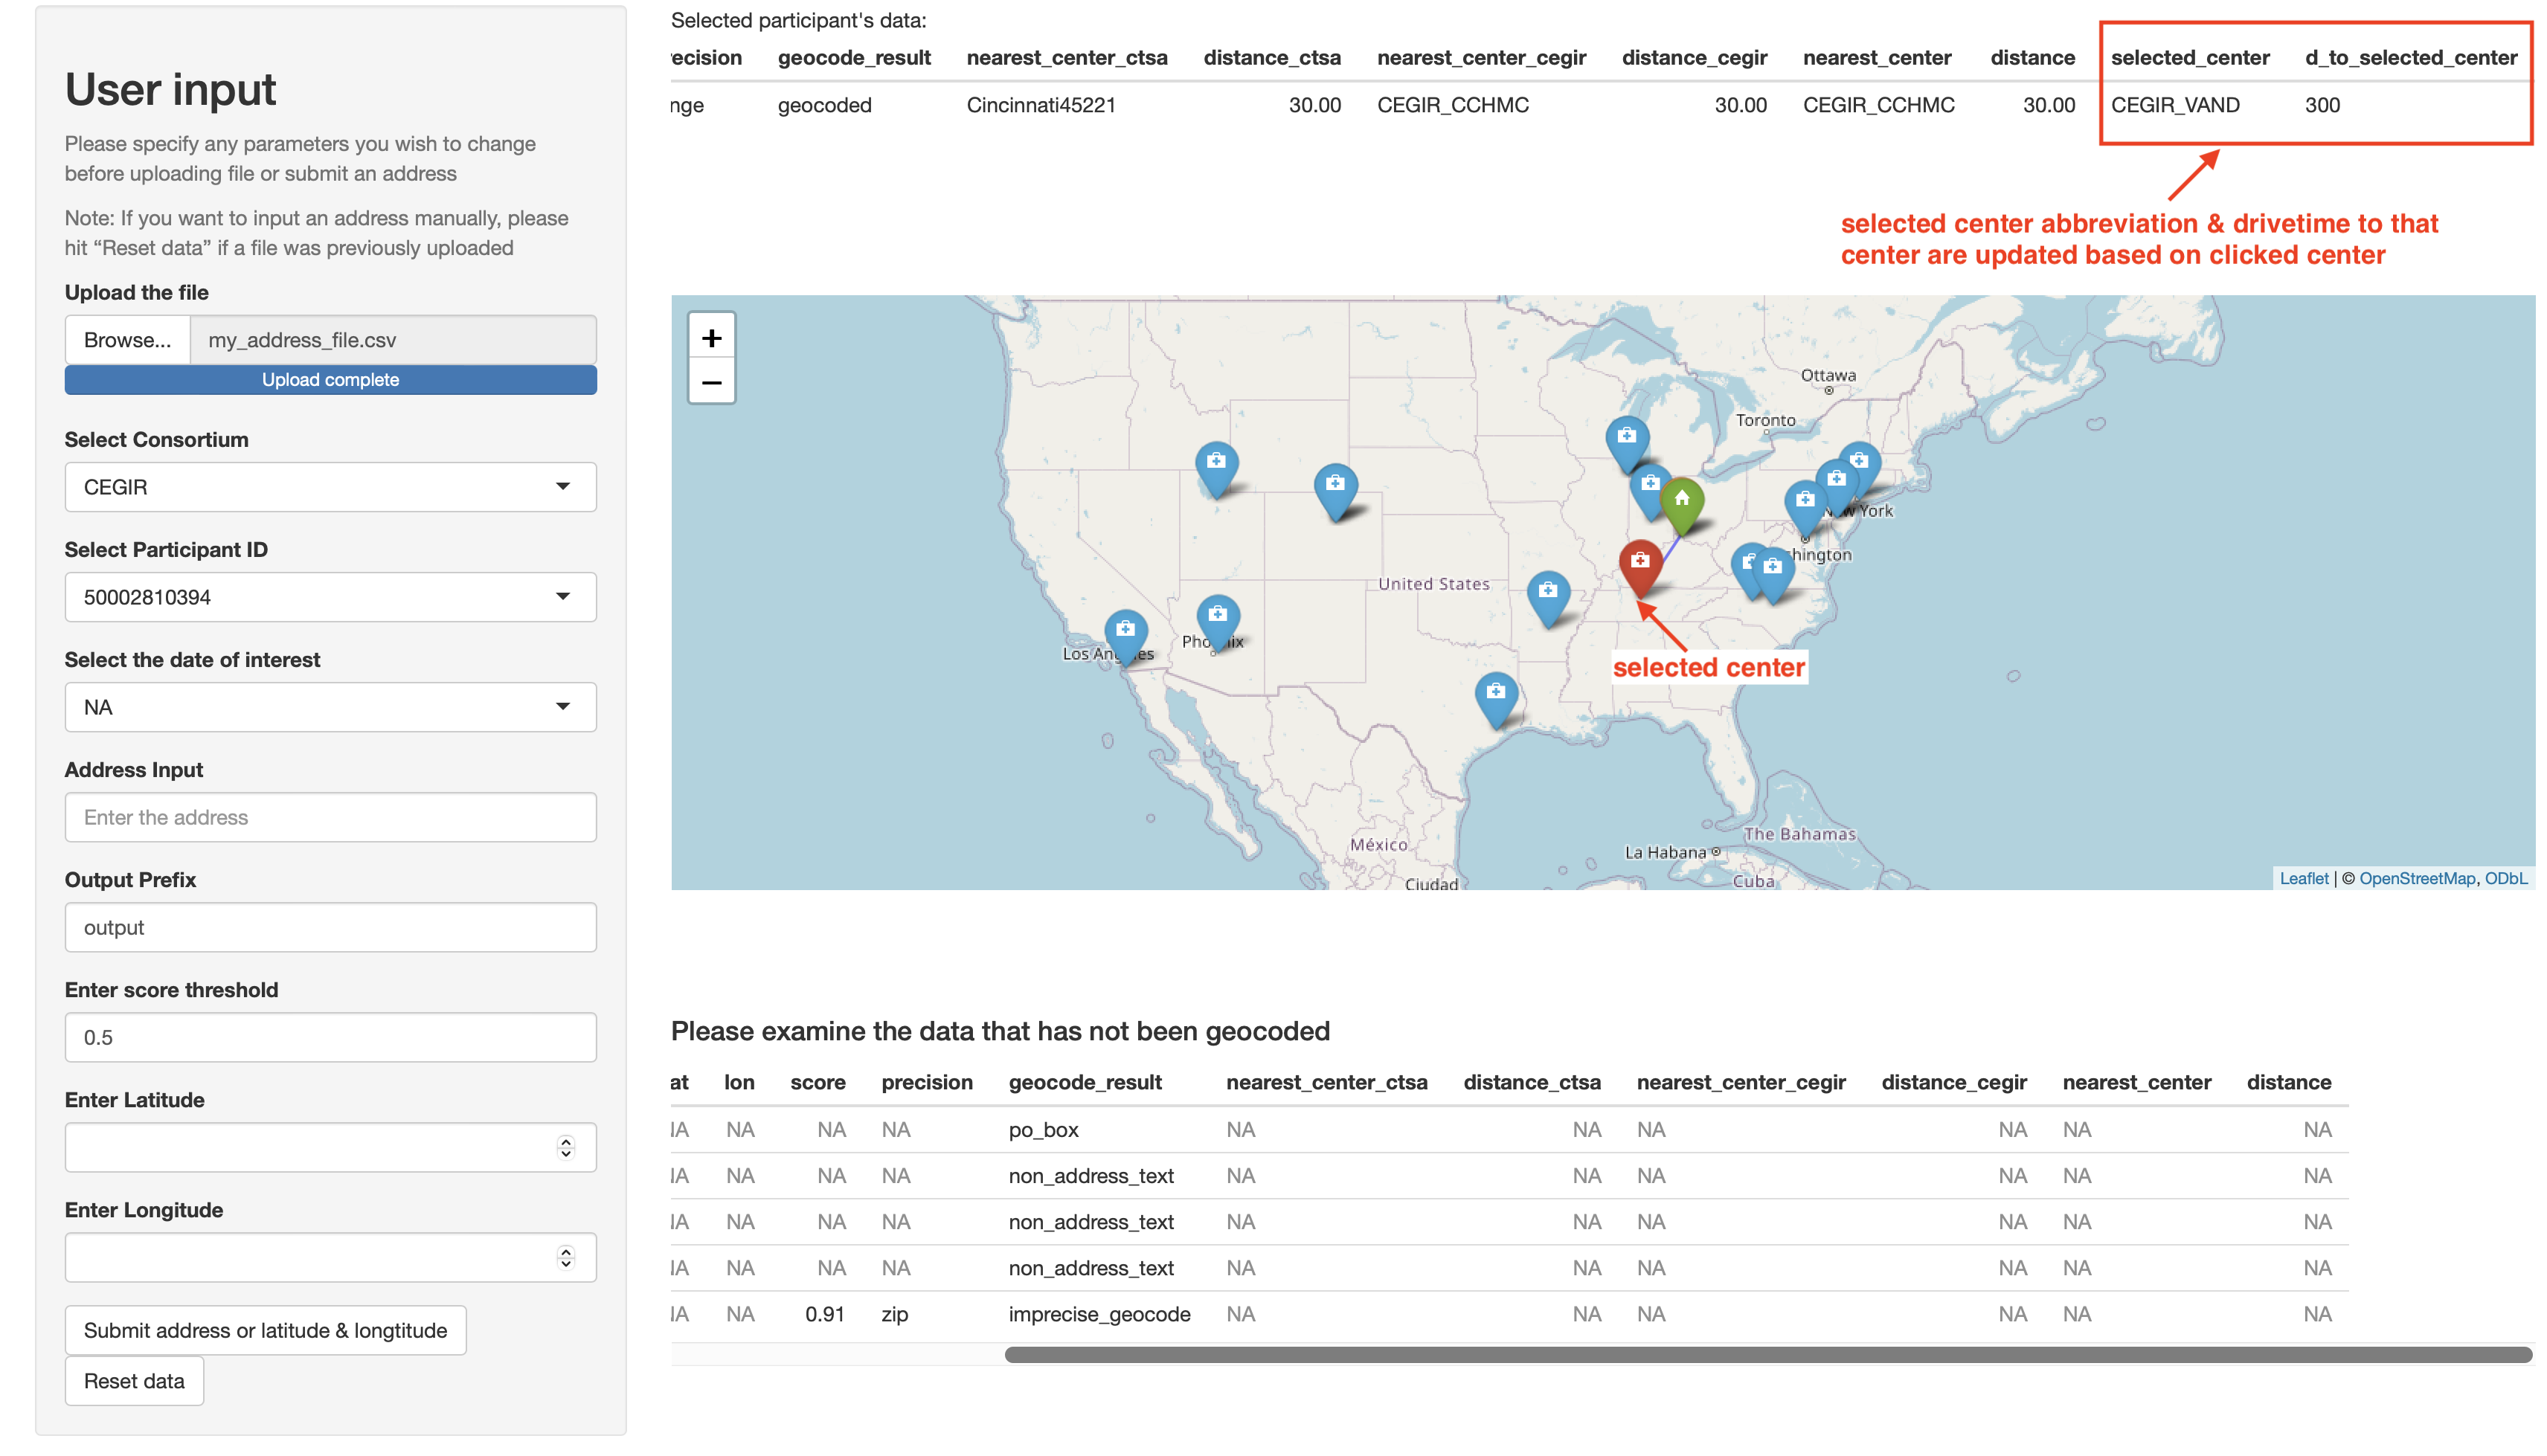 User input
Please specify any parameters you wish to change
before uploading file or submit an address
Note: If you want to input an address manually, please
hit “Reset data” if a file was previously uploaded
Upload the file
Browse... my_address_file.csv
Upload complete
Select Consortium
CEGIR
Select Participant ID
50002810394
Select the date of interest
NA
Address Input
Enter the address
Output Prefix
output
Enter score threshold
0.5
Enter Latitude
Enter Longitude
Submit address or latitude & longtitude
Reset data
Selected participant's data:
recision geocode_result nearest_center_ctsa distance_ctsa nearest_center_cegir distance_cegir nearest_center distance selected_center d_to_selected_center
nge geocoded Cincinnati45221 30.00 CEGIR_CCHMC 30.00 CEGIR_CCHMC 30.00 CEGIR_VAND 300
selected center abbreviation & drivetime to that
center are updated based on clicked center
+
−
Ottawa
Toronto
New York
hington
United States
Los Angeles
Phoenix
selected center
México
Ciudad
La Habana
The Bahamas
Cuba
Leaflet | © OpenStreetMap, ODbL
Please examine the data that has not been geocoded
at lon score precision geocode_result nearest_center_ctsa distance_ctsa nearest_center_cegir distance_cegir nearest_center distance
NA NA NA NA po_box NA NA NA NA NA NA
NA NA NA NA non_address_text NA NA NA NA NA NA
NA NA NA NA non_address_text NA NA NA NA NA NA
NA NA NA NA non_address_text NA NA NA NA NA NA
NA NA 0.91 zip imprecise_geocode NA NA NA NA NA NA